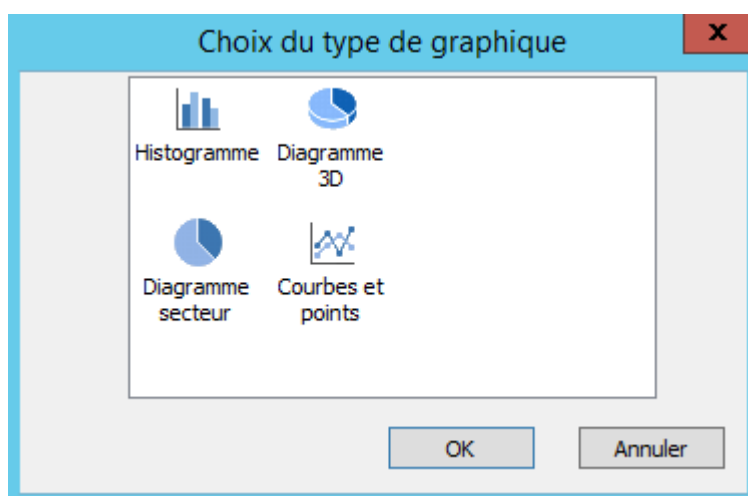 Choix du type de graphique
x
Histogramme
Diagramme
3D
Diagramme
secteur
Courbes et
points
OK
Annuler